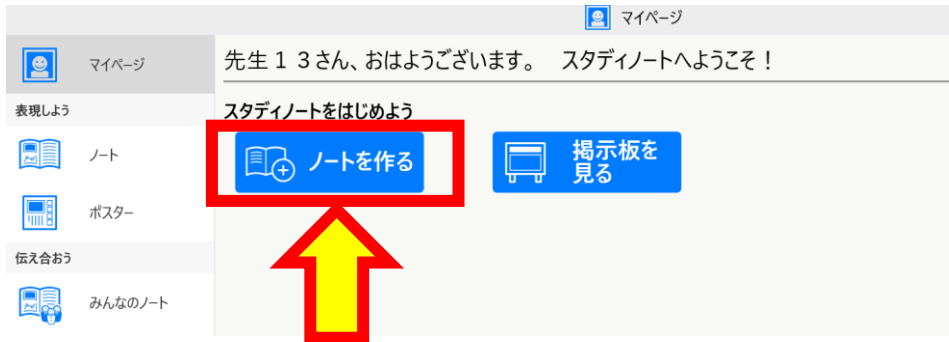 マイページ
マイページ
先生１３さん、おはようございます。　スタディノートへようこそ！
表現しよう
スタディノートをはじめよう
ノート
ノートを作る
掲示板を
見る
ポスター
伝え合おう
みんなのノート